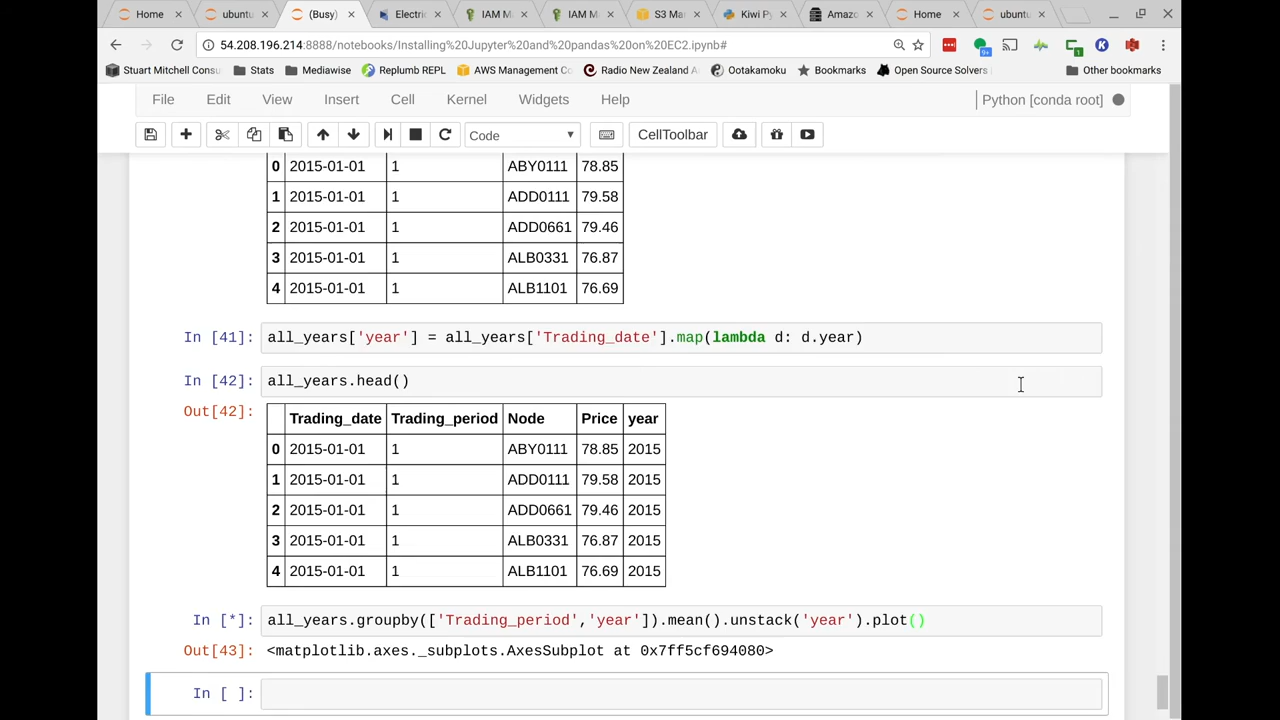 Home
ubuntu
(Busy)
Electric
IAM M
IAM M
S3 Ma
Kiwi Py
Amazo
Home
ubuntu
54.208.196.214:8888/notebooks/Installing%20Jupyter%20and%20pandas%20on%20EC2.ipynb#
9+
1
Stuart Mitchell Consu
Stats
Mediawise
Replumb REPL
AWS Management Co
Radio New Zealand A
Ootakamoku
Bookmarks
Open Source Solvers
Other bookmarks
File Edit View Insert Cell Kernel Widgets Help
Python [conda root]
Code
CellToolbar
0 2015-01-01 1 ABY0111 78.85
1 2015-01-01 1 ADD0111 79.58
2 2015-01-01 1 ADD0661 79.46
3 2015-01-01 1 ALB0331 76.87
4 2015-01-01 1 ALB1101 76.69
In [41]: all_years['year'] = all_years['Trading_date'].map(lambda d: d.year)
In [42]: all_years.head()
Out[42]:
Trading_date Trading_period Node Price year
0 2015-01-01 1 ABY0111 78.85 2015
1 2015-01-01 1 ADD0111 79.58 2015
2 2015-01-01 1 ADD0661 79.46 2015
3 2015-01-01 1 ALB0331 76.87 2015
4 2015-01-01 1 ALB1101 76.69 2015
In [*]: all_years.groupby(['Trading_period','year']).mean().unstack('year').plot()
Out[43]: <matplotlib.axes._subplots.AxesSubplot at 0x7ff5cf694080>
In [ ]: